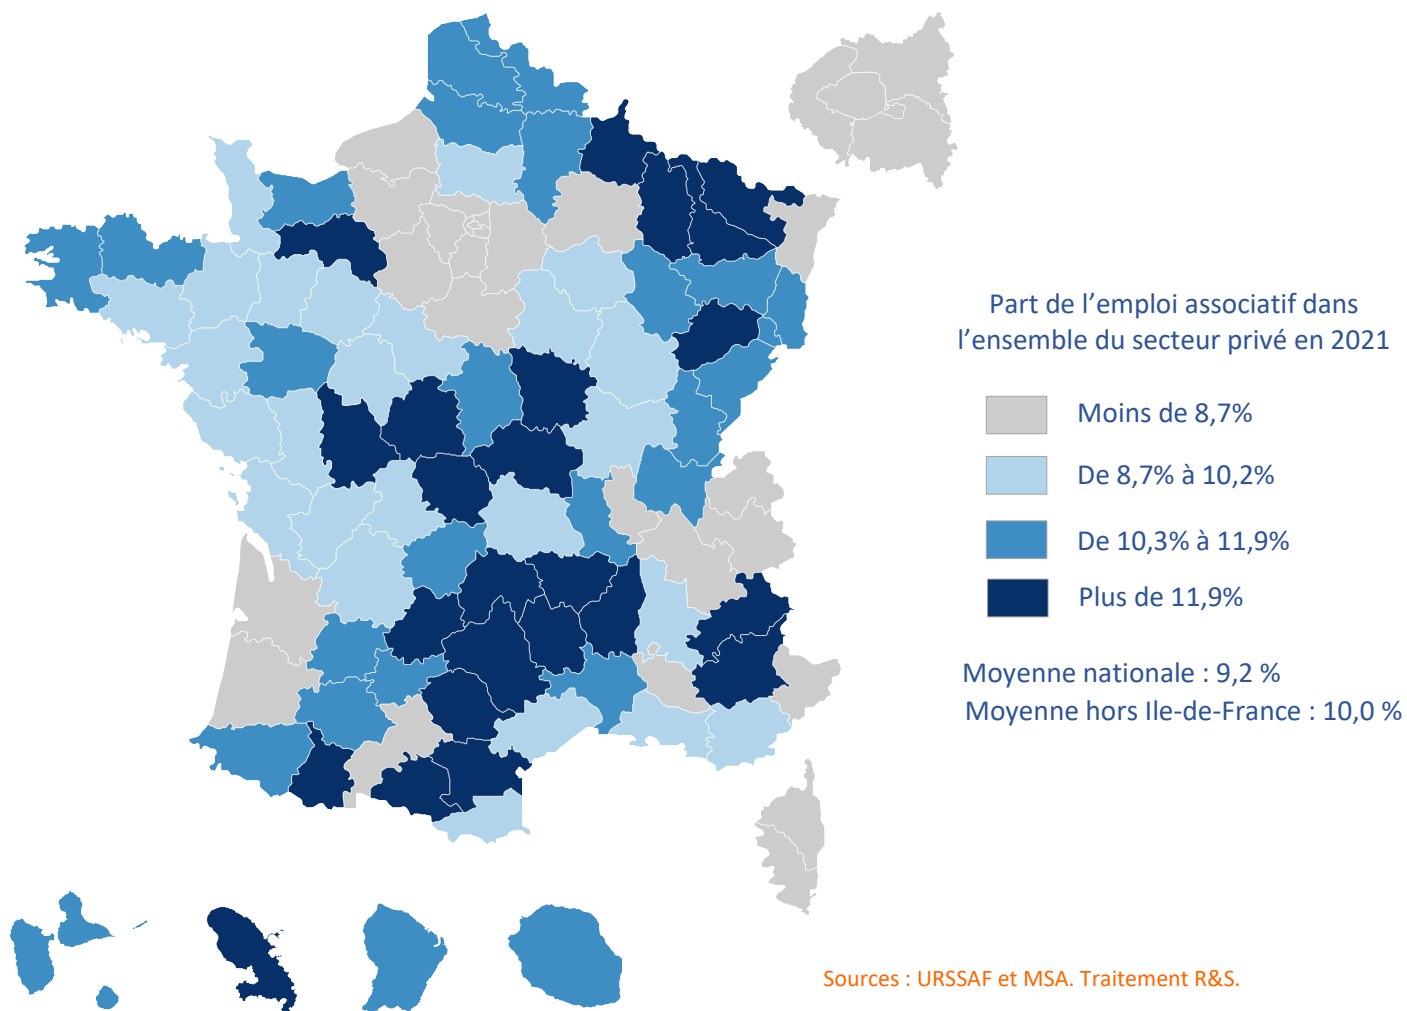 Part de l’emploi associatif dans
l’ensemble du secteur privé en 2021
Moins de 8,7%
De 8,7% à 10,2%
De 10,3% à 11,9%
Plus de 11,9%
Moyenne nationale : 9,2 %
Moyenne hors Ile-de-France : 10,0 %
Sources : URSSAF et MSA. Traitement R&S.